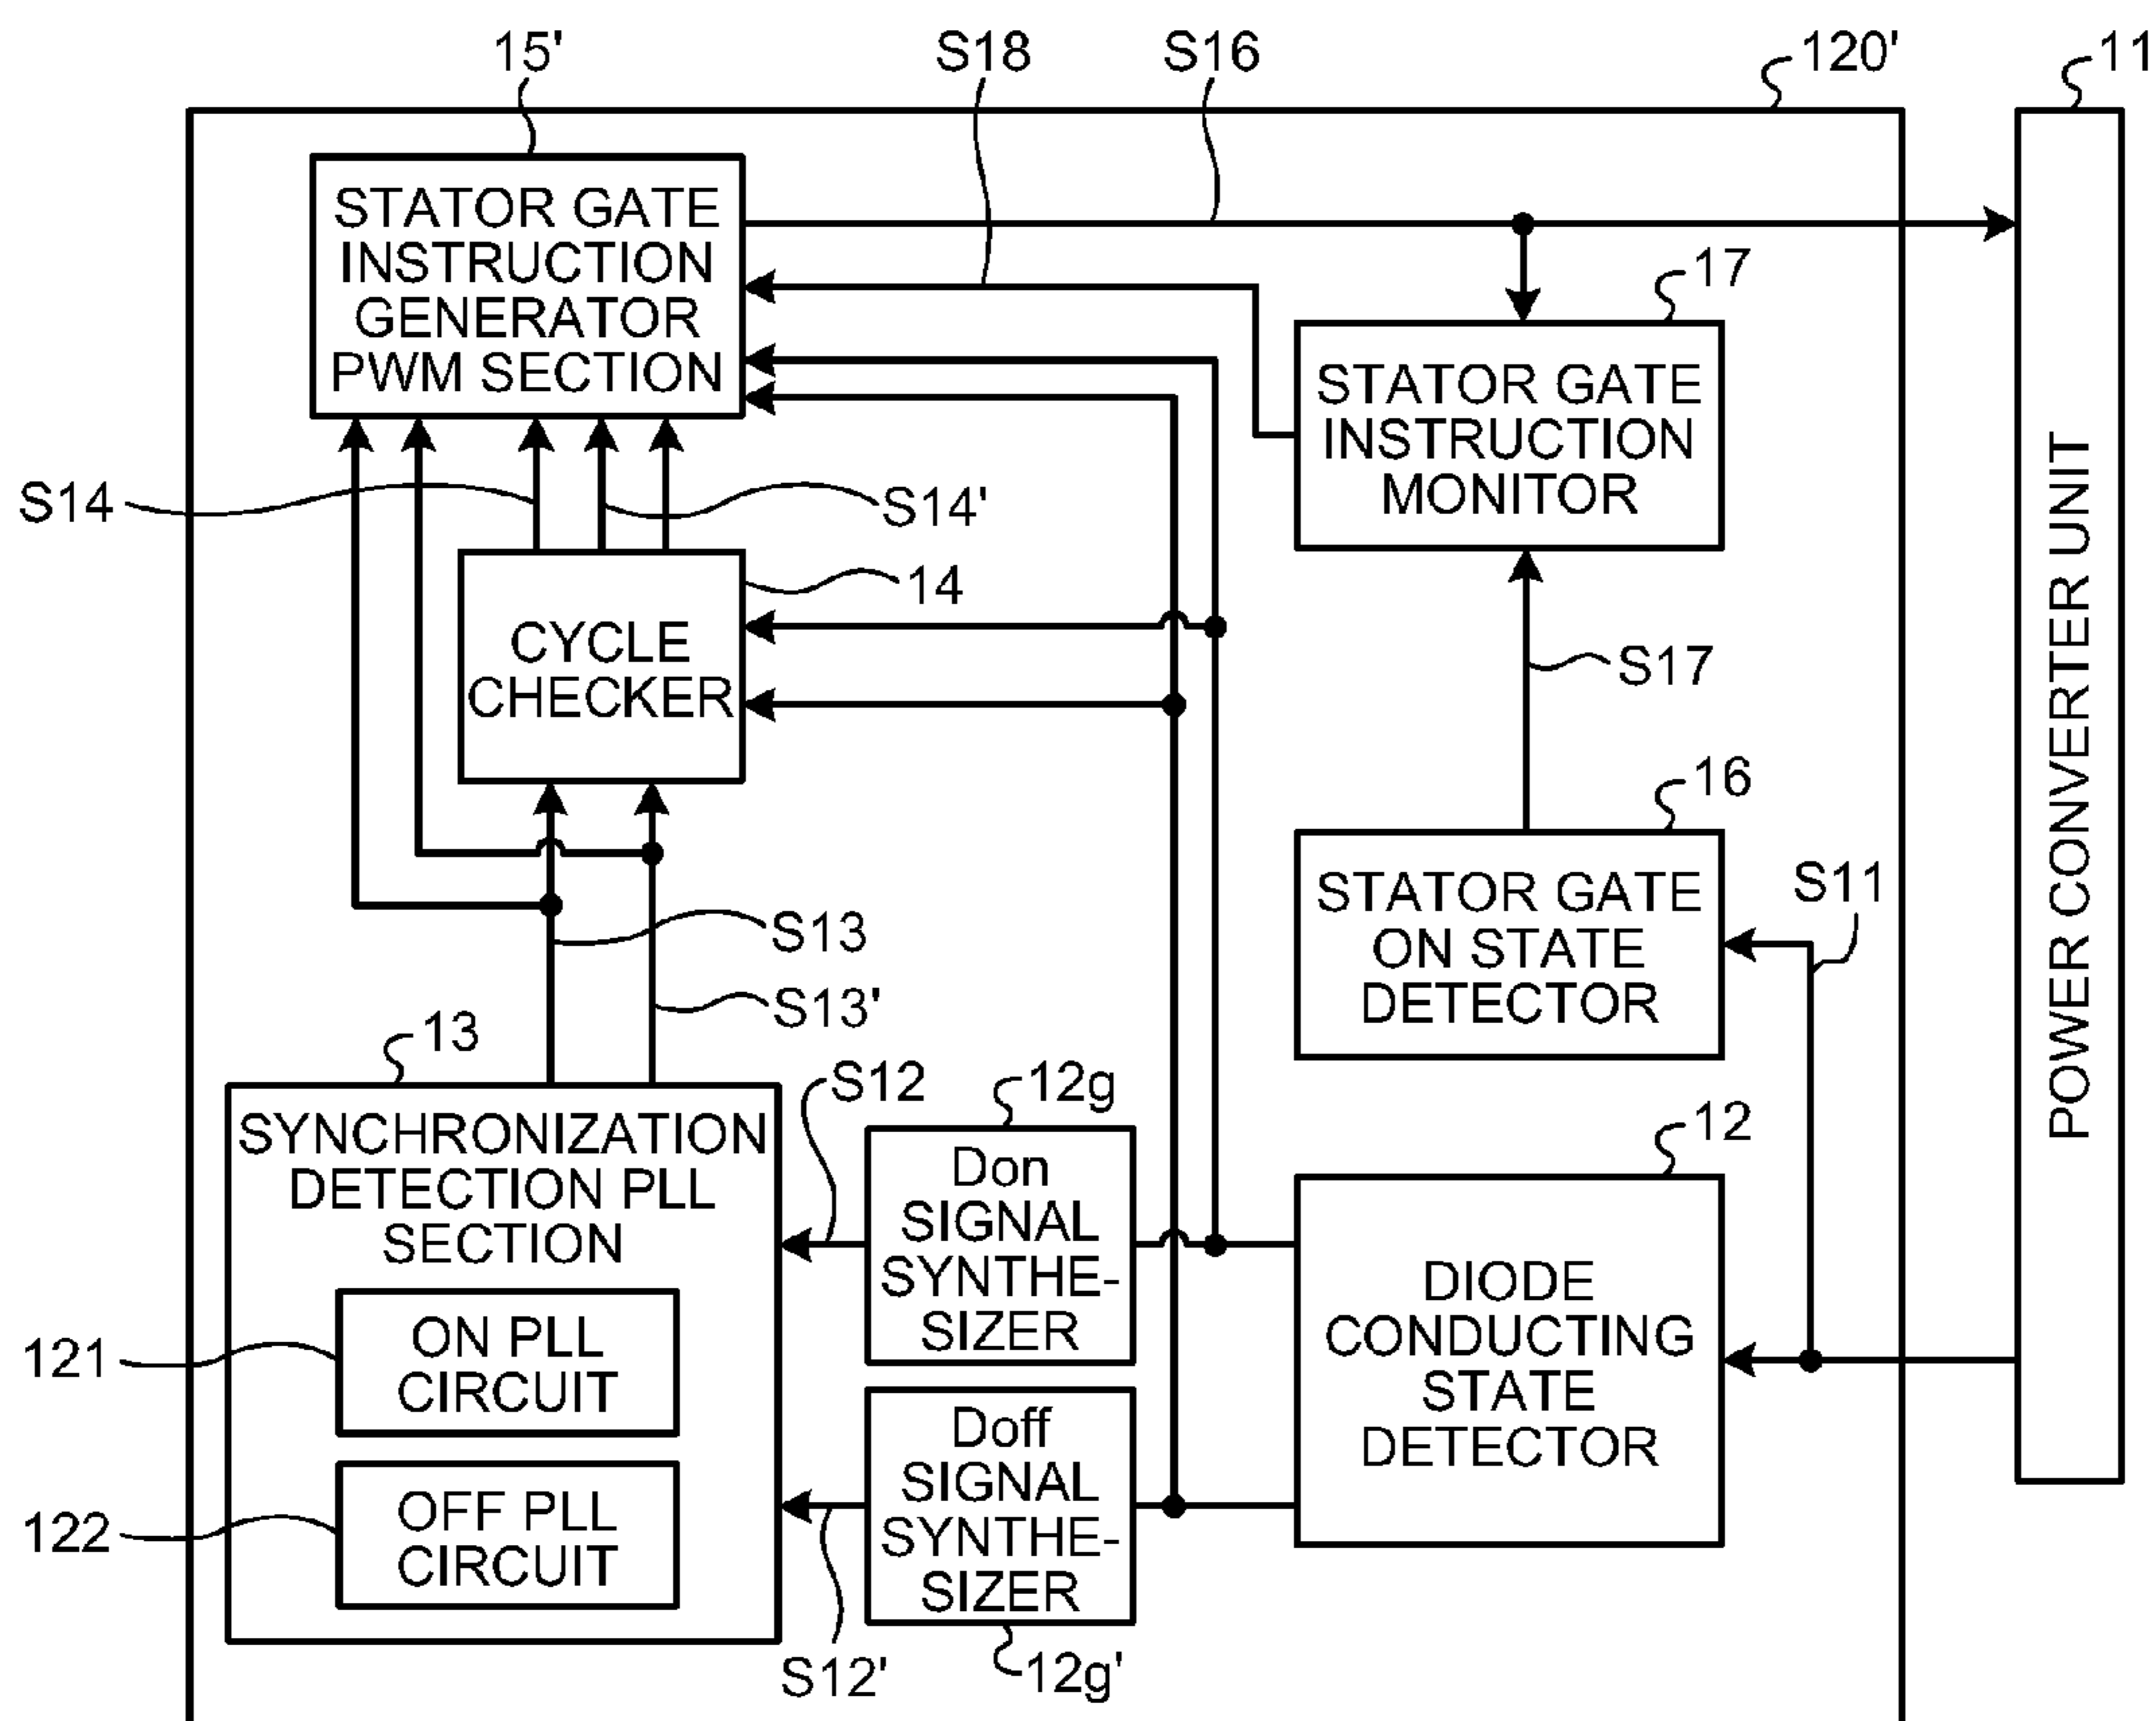 15'
S18
S16
120'
11
STATOR GATE
INSTRUCTION
GENERATOR
PWM SECTION
17
STATOR GATE
INSTRUCTION
MONITOR
S14
S14'
14
CYCLE
CHECKER
S17
POWER CONVERTER UNIT
16
STATOR GATE
ON STATE
DETECTOR
S11
S13
S13'
13
S12
12g
12
SYNCHRONIZATION
DETECTION PLL
SECTION
Don
SIGNAL
SYNTHE-
SIZER
DIODE
CONDUCTING
STATE
DETECTOR
121
ON PLL
CIRCUIT
122
OFF PLL
CIRCUIT
Doff
SIGNAL
SYNTHE-
SIZER
S12'
12g'